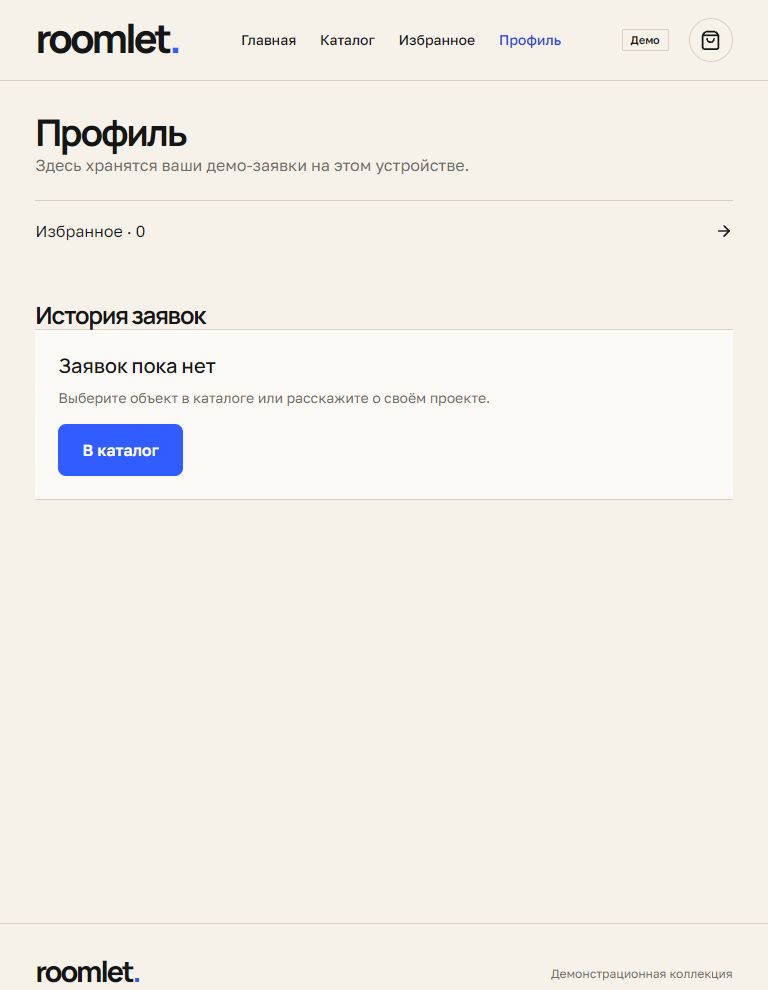 roomlet.
Главная Каталог Избранное Профиль Демо
Профиль
Здесь хранятся ваши демо-заявки на этом устройстве.
Избранное · 0
История заявок
Заявок пока нет
Выберите объект в каталоге или расскажите о своём проекте.
В каталог
roomlet.
Демонстрационная коллекция